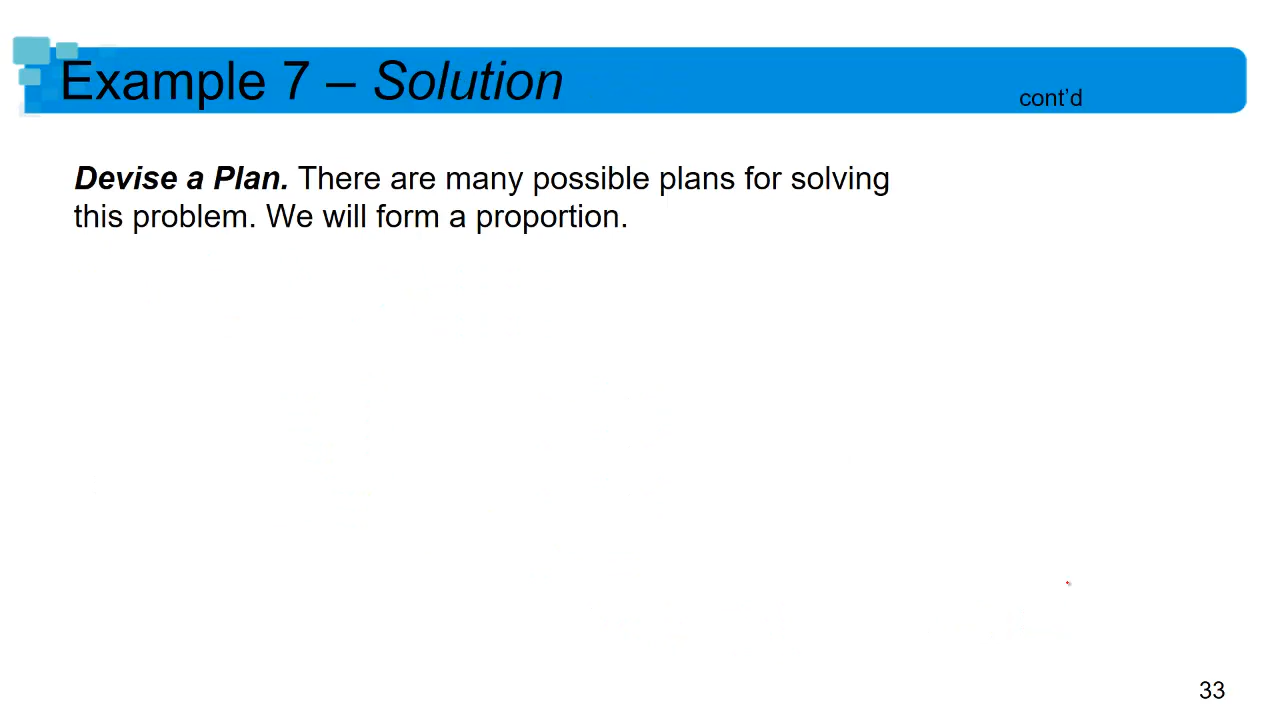 Example 7 – Solution
cont’d
Devise a Plan. There are many possible plans for solving
this problem. We will form a proportion.
33